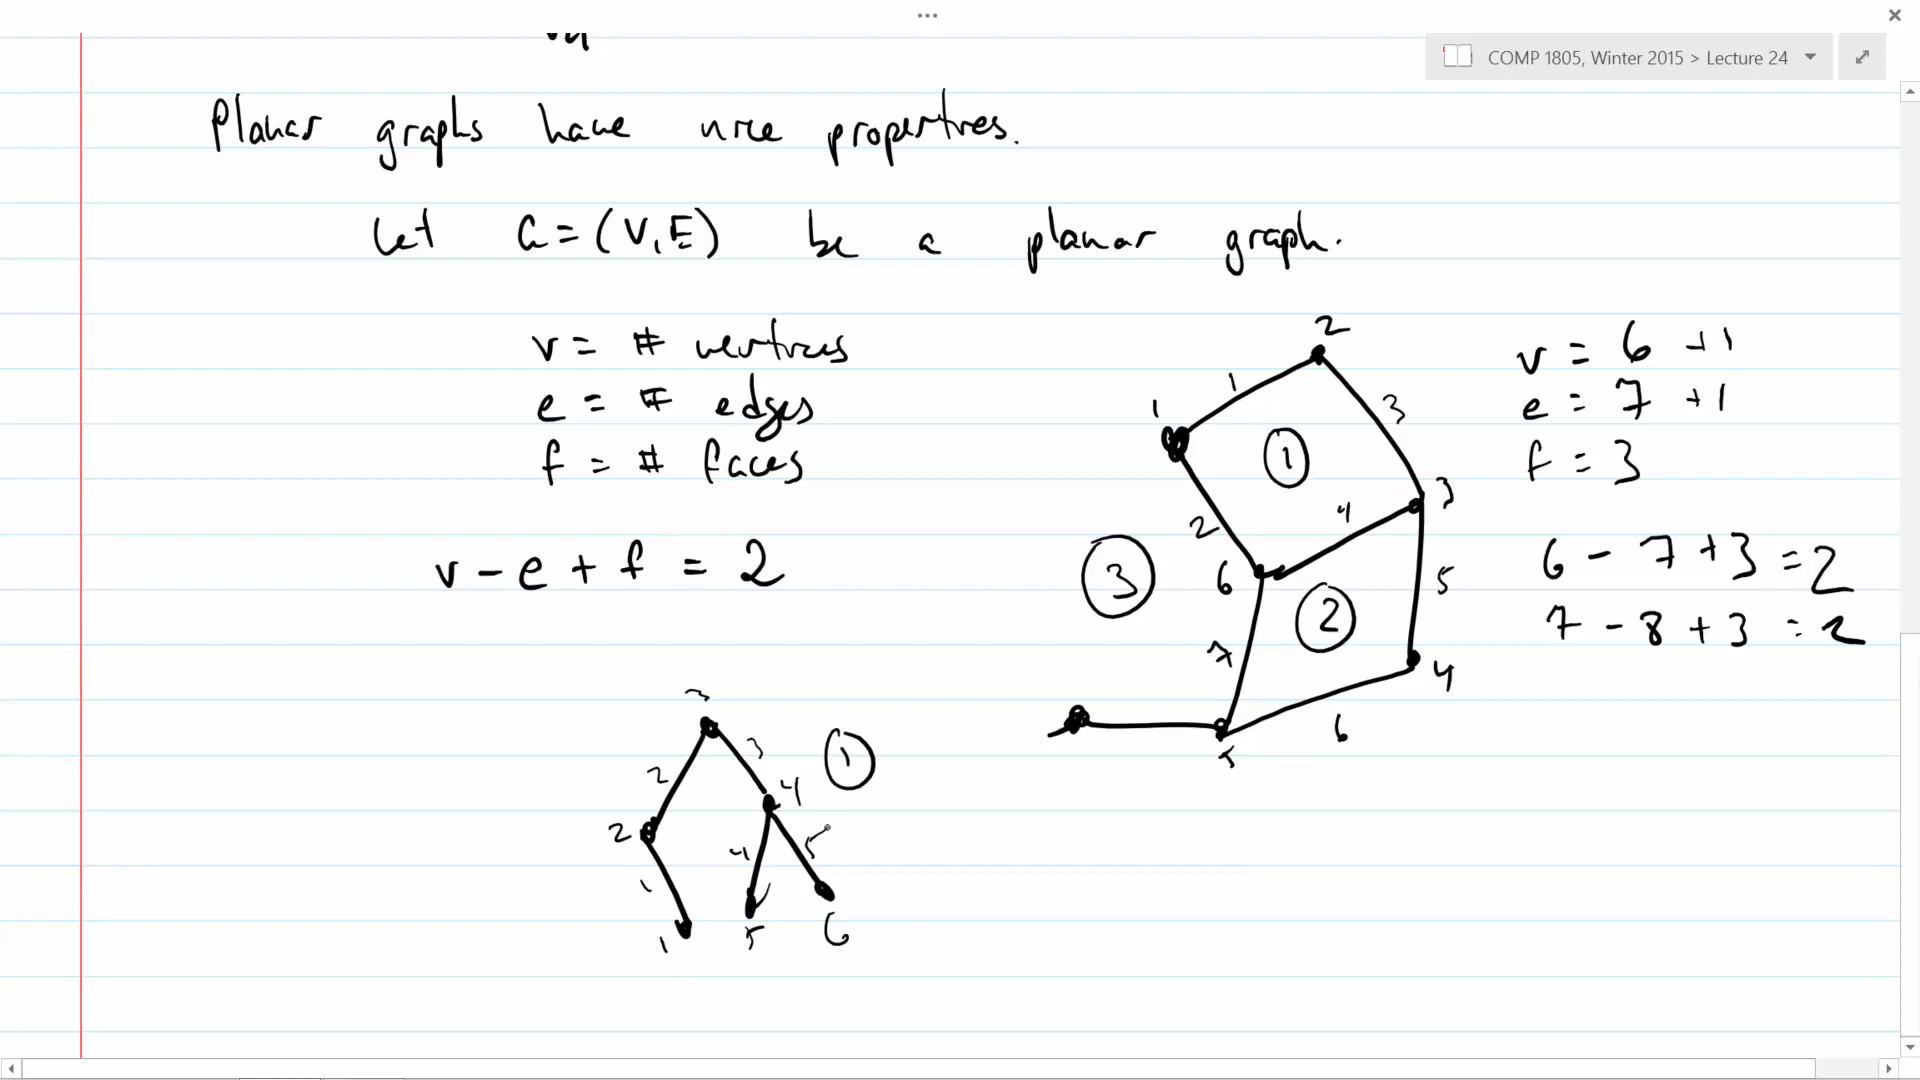 COMP 1805, Winter 2015 > Lecture 24
Planar graphs have nice properties.
Let G = (V, E) be a planar graph.
v = # vertices
e = # edges
f = # faces
v - e + f = 2
2
1
1
3
1
3
2
4
6
3
5
2
7
4
6
5
v = 6 +1
e = 7 +1
f = 3
6 - 7 + 3 = 2
7 - 8 + 3 = 2
3
2
3
1
4
2
4
5
1
1
5
6